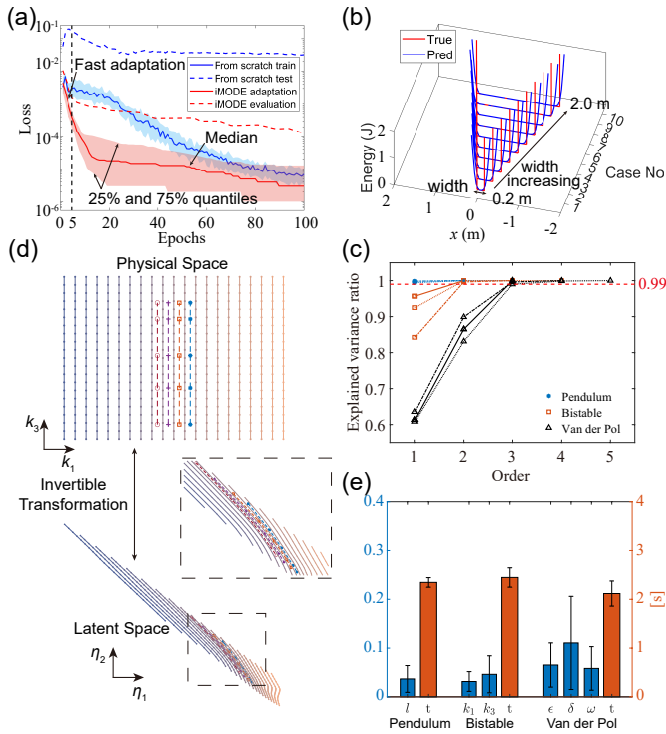 (a)
10^-1
10^-2
10^-4
10^-6
Loss
Fast adaptation
From scratch train
From scratch test
iMODE adaptation
iMODE evaluation
Median
25% and 75% quantiles
0 5 20 40 60 80 100
Epochs
(b)
True
Pred
2.0 m
Energy (J)
2
1
0
width
width
increasing
0.2 m
2 1 0 -1 -2
x (m)
Case No
10
(d)
Physical Space
k3
k1
Invertible
Transformation
Latent Space
η2
η1
(c)
1
0.9
0.8
0.7
0.6
0.99
Explained variance ratio
Pendulum
Bistable
Van der Pol
1 2 3 4 5
Order
(e)
0.4
0.3
0.2
0.1
0
4
3
2
1
0
[s]
l t k1 k3 t ϵ δ ω t
Pendulum Bistable Van der Pol